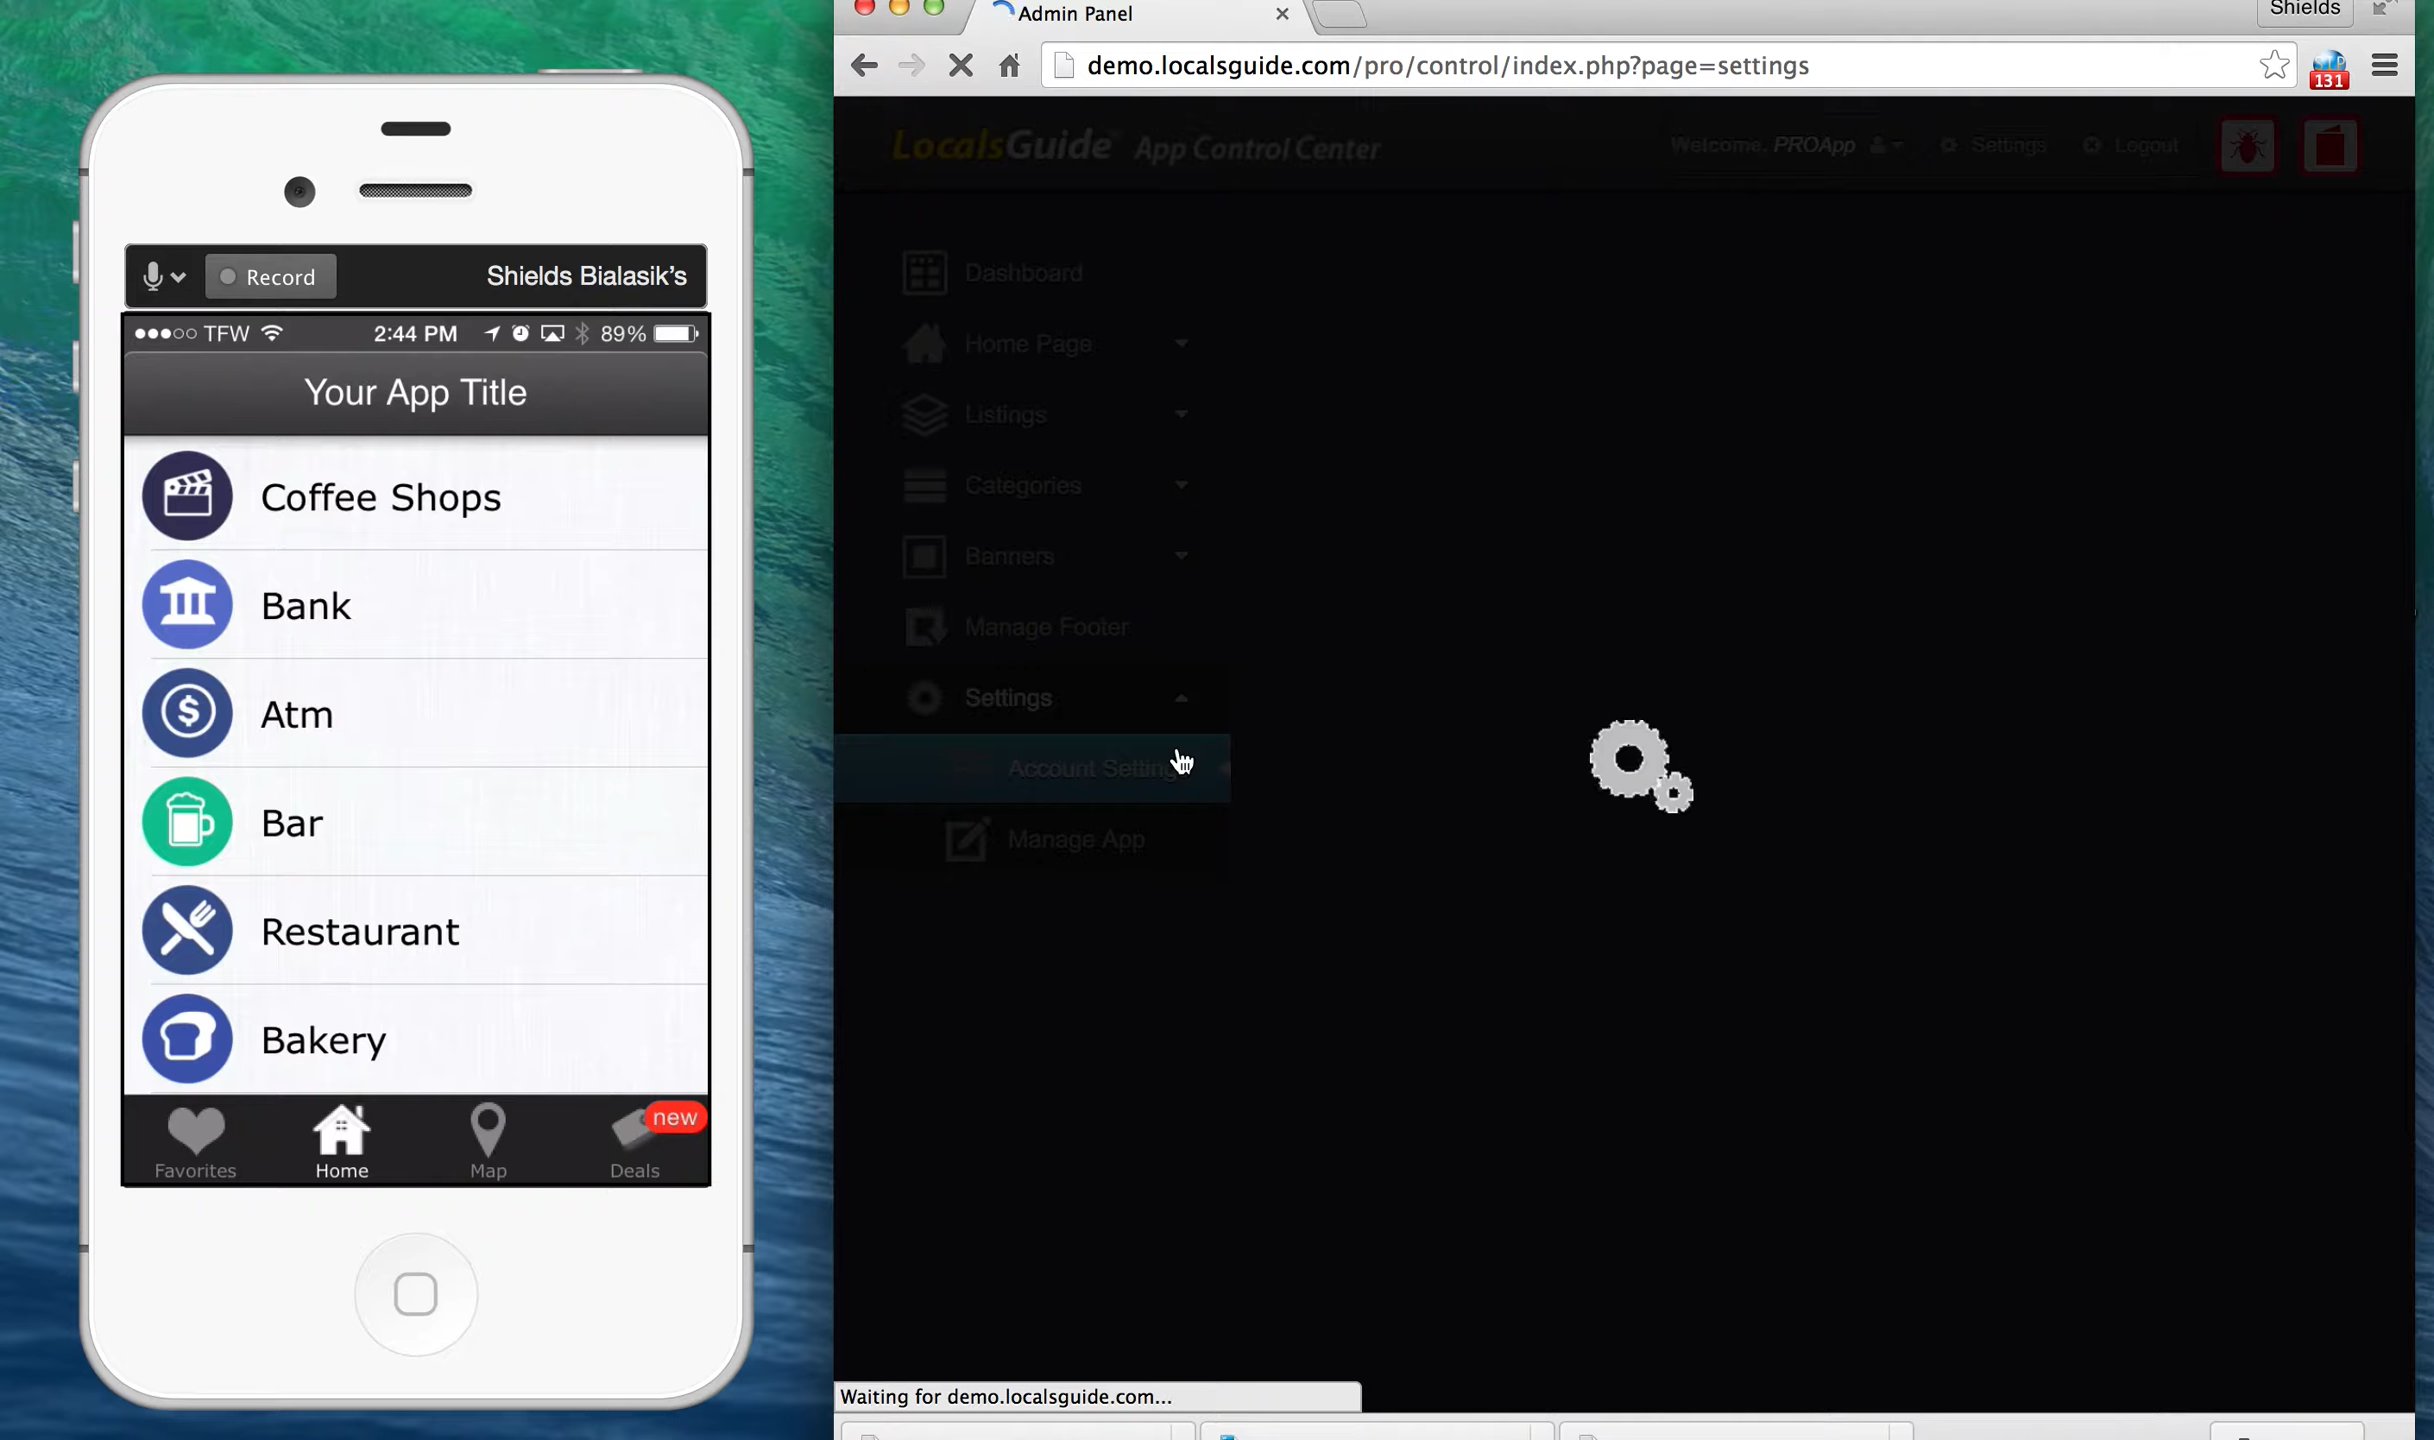 Record
Shields Bialasik's
TFW
2:44 PM
89%
Your App Title
Coffee Shops
Bank
Atm
Bar
Restaurant
Bakery
Favorites
Home
Map
Deals
new
Admin Panel
Shields
demo.localsguide.com/pro/control/index.php?page=settings
131
LocalsGuide App Control Center
Welcome, PROApp
Settings
Logout
Dashboard
Home Page
Listings
Categories
Banners
Manage Footer
Settings
Account Setting
Manage App
Waiting for demo.localsguide.com...